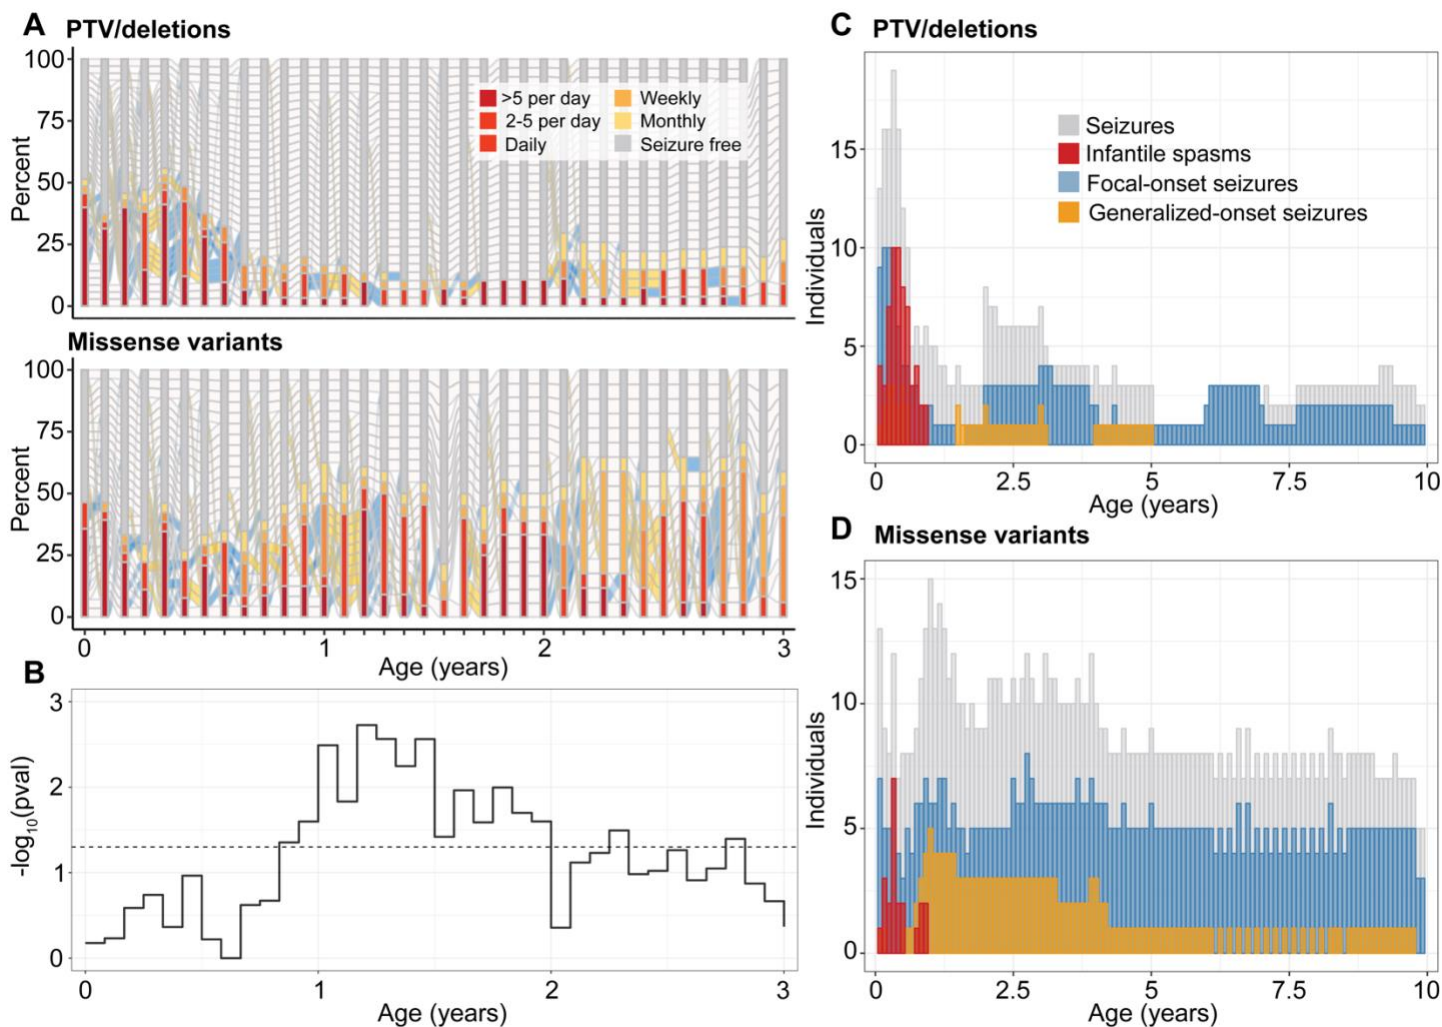 A
PTV/deletions
100
75
50
25
0
Percent
>5 per day
2-5 per day
Daily
Weekly
Monthly
Seizure free
Missense variants
100
75
50
25
0
Percent
0
1
2
3
Age (years)
B
3
2
1
0
-log10(pval)
0
1
2
3
Age (years)
C
PTV/deletions
15
10
5
0
Individuals
Seizures
Infantile spasms
Focal-onset seizures
Generalized-onset seizures
0
2.5
5
7.5
10
Age (years)
D
Missense variants
15
10
5
0
Individuals
0
2.5
5
7.5
10
Age (years)